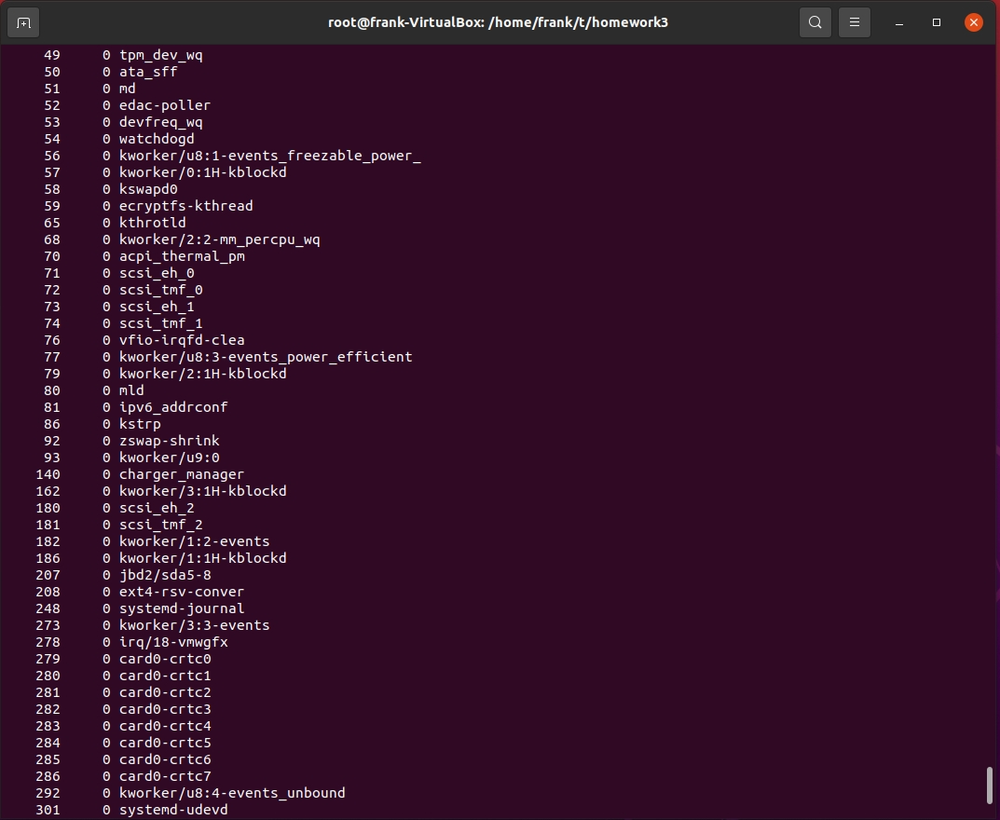 root@frank-VirtualBox: /home/frank/t/homework3
49 0 tpm_dev_wq
50 0 ata_sff
51 0 md
52 0 edac-poller
53 0 devfreq_wq
54 0 watchdogd
56 0 kworker/u8:1-events_freezable_power_
57 0 kworker/0:1H-kblockd
58 0 kswapd0
59 0 ecryptfs-kthread
65 0 kthrotld
68 0 kworker/2:2-mm_percpu_wq
70 0 acpi_thermal_pm
71 0 scsi_eh_0
72 0 scsi_tmf_0
73 0 scsi_eh_1
74 0 scsi_tmf_1
76 0 vfio-irqfd-clea
77 0 kworker/u8:3-events_power_efficient
79 0 kworker/2:1H-kblockd
80 0 mld
81 0 ipv6_addrconf
86 0 kstrp
92 0 zswap-shrink
93 0 kworker/u9:0
140 0 charger_manager
162 0 kworker/3:1H-kblockd
180 0 scsi_eh_2
181 0 scsi_tmf_2
182 0 kworker/1:2-events
186 0 kworker/1:1H-kblockd
207 0 jbd2/sda5-8
208 0 ext4-rsv-conver
248 0 systemd-journal
273 0 kworker/3:3-events
278 0 irq/18-vmwgfx
279 0 card0-crtc0
280 0 card0-crtc1
281 0 card0-crtc2
282 0 card0-crtc3
283 0 card0-crtc4
284 0 card0-crtc5
285 0 card0-crtc6
286 0 card0-crtc7
292 0 kworker/u8:4-events_unbound
301 0 systemd-udevd